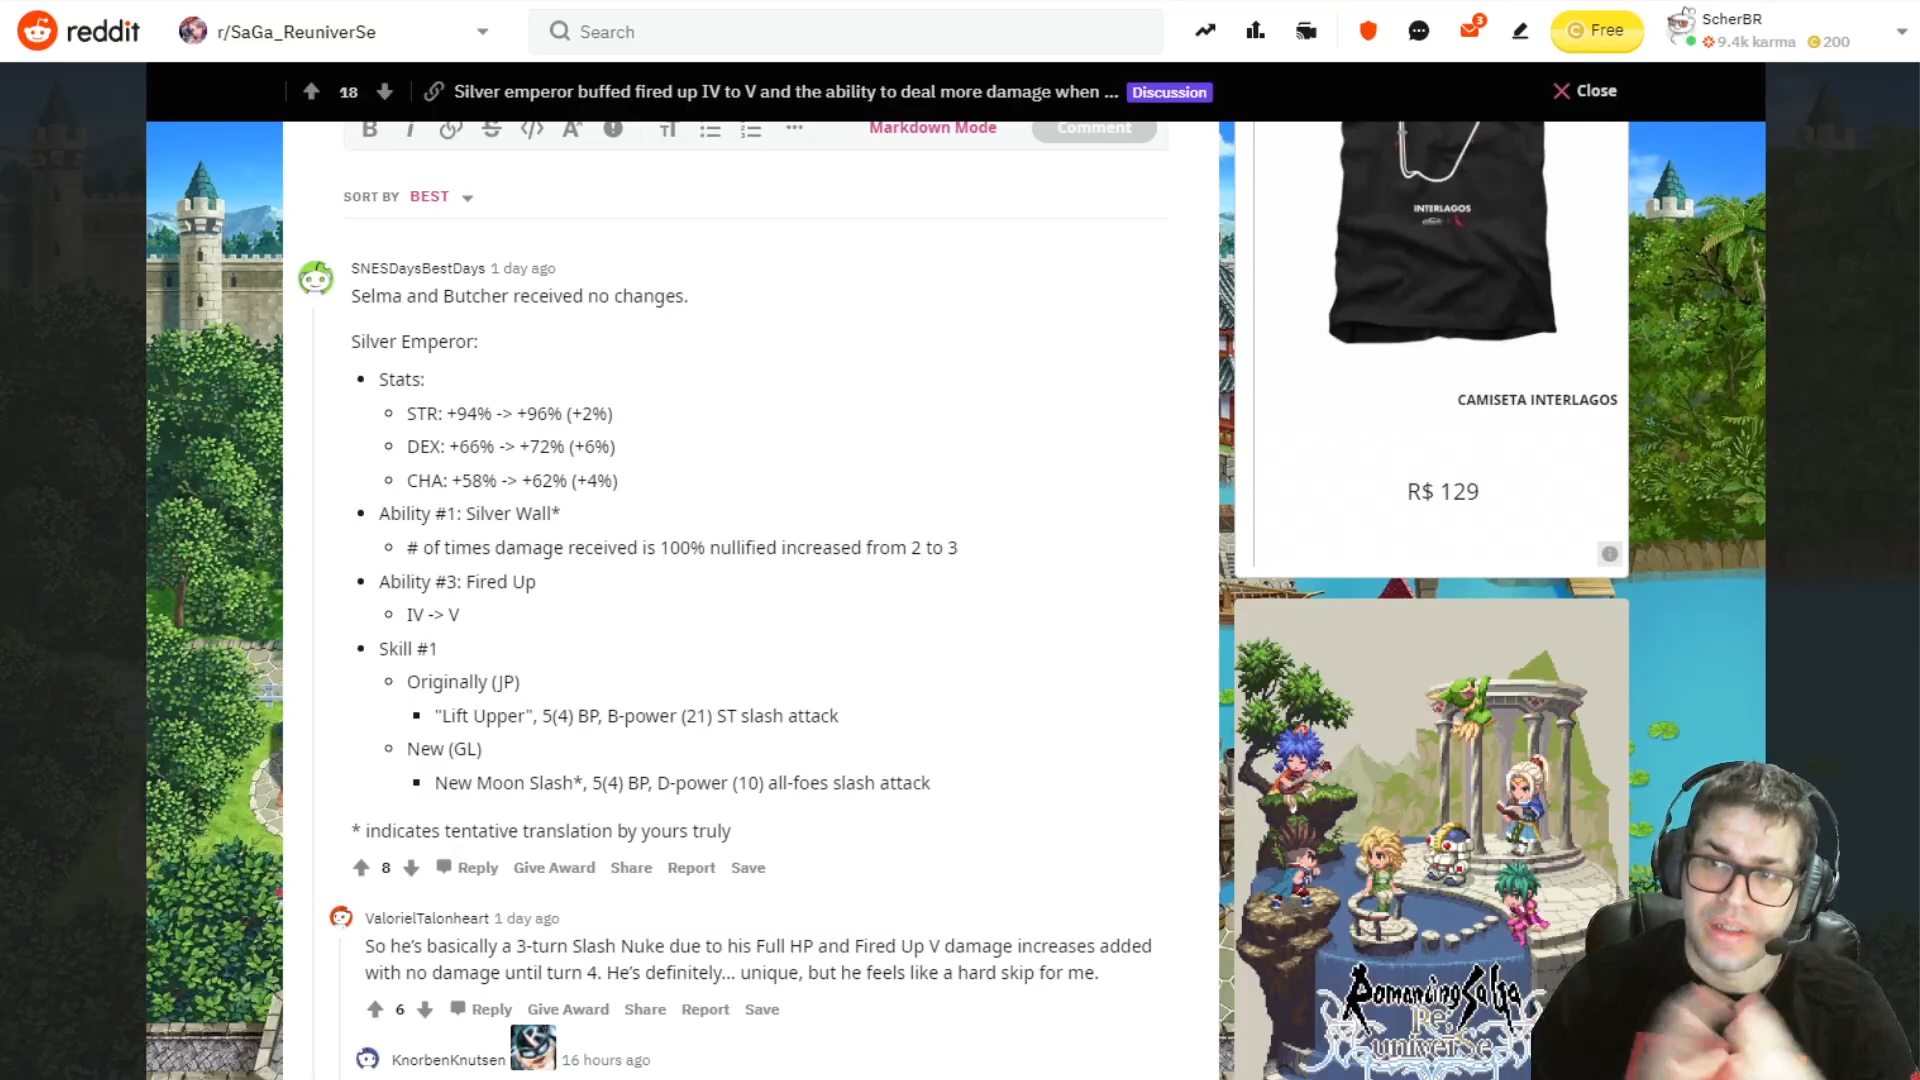 reddit
r/SaGa_ReuniverSe
Search
3
Free
ScherBR
9.4k karma
200
18
Silver emperor buffed fired up IV to V and the ability to deal more damage when ...
Discussion
Close
Markdown Mode
Comment
SORT BY BEST
SNESDaysBestDays 1 day ago
Selma and Butcher received no changes.
Silver Emperor:
Stats:
STR: +94% -> +96% (+2%)
DEX: +66% -> +72% (+6%)
CHA: +58% -> +62% (+4%)
Ability #1: Silver Wall*
# of times damage received is 100% nullified increased from 2 to 3
Ability #3: Fired Up
IV -> V
Skill #1
Originally (JP)
"Lift Upper", 5(4) BP, B-power (21) ST slash attack
New (GL)
New Moon Slash*, 5(4) BP, D-power (10) all-foes slash attack
* indicates tentative translation by yours truly
8 Reply Give Award Share Report Save
ValorielTalonheart 1 day ago
So he's basically a 3-turn Slash Nuke due to his Full HP and Fired Up V damage increases added
with no damage until turn 4. He's definitely... unique, but he feels like a hard skip for me.
6 Reply Give Award Share Report Save
KnorbenKnutsen 16 hours ago
INTERLAGOS
CAMISETA INTERLAGOS
R$ 129
Romancing SaGa
Re:
univerSe